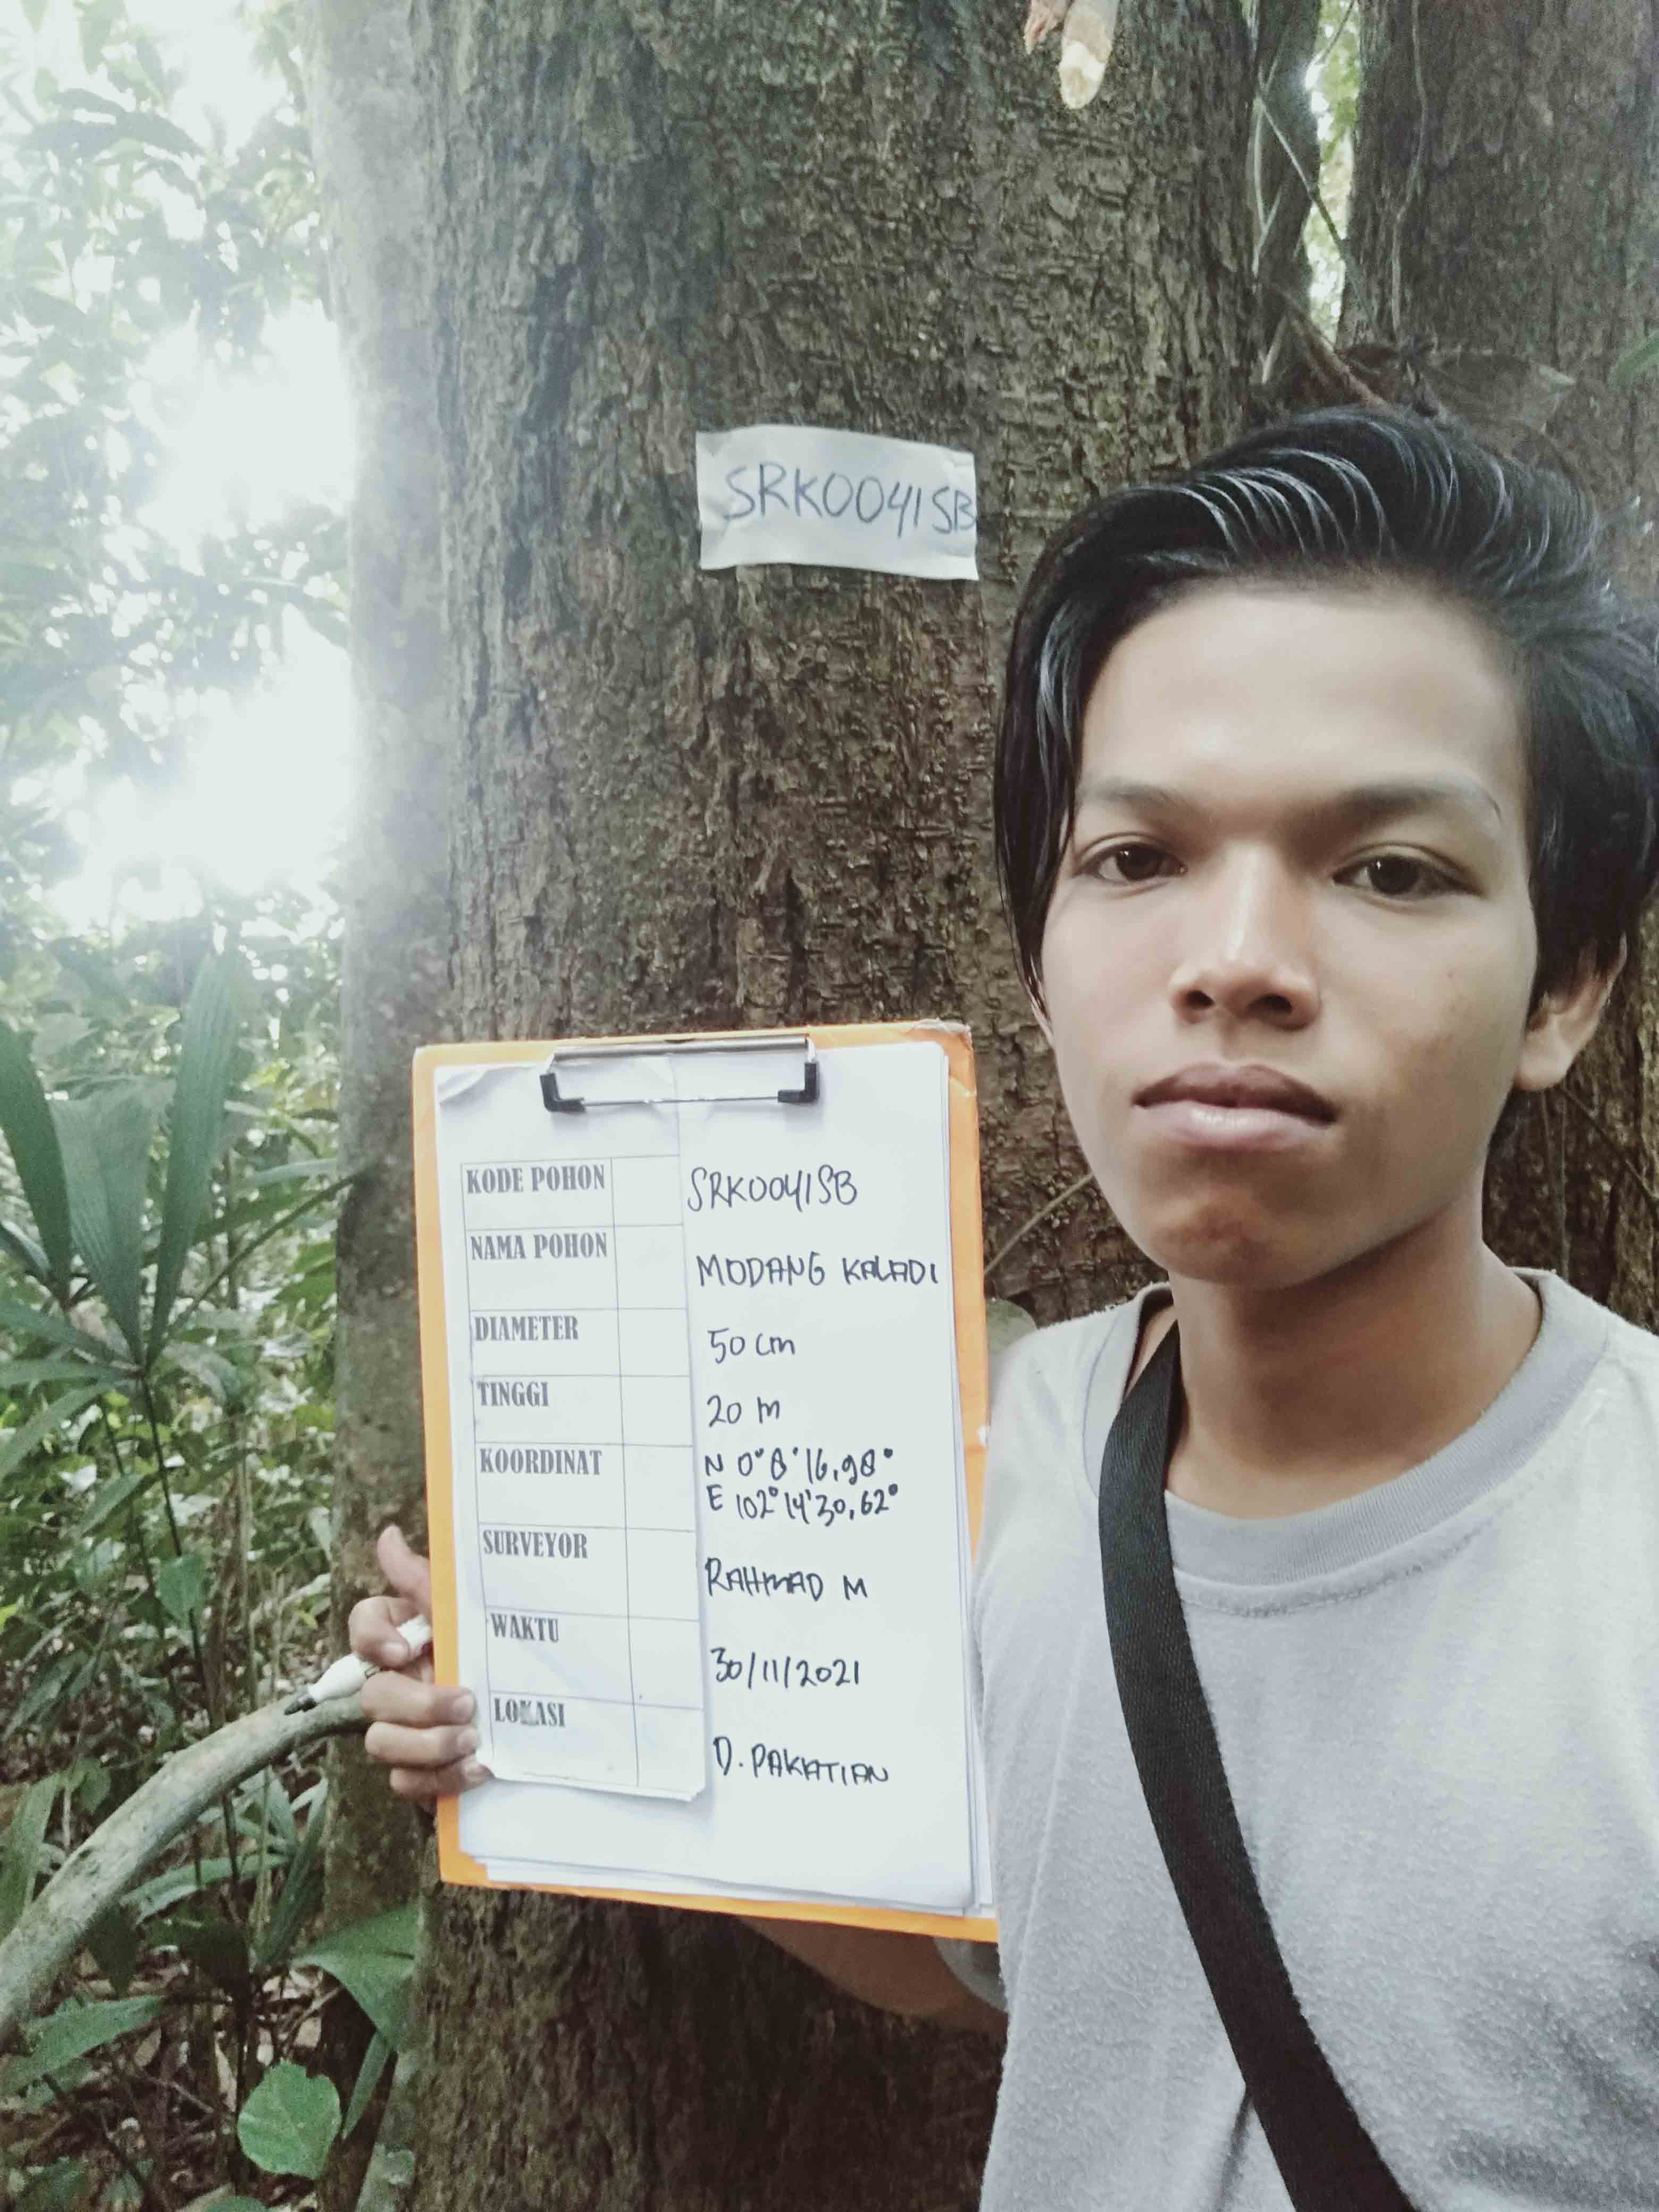 SRK0041SB
KODE POHON SRK0041SB
NAMA POHON MODANG KALADI
DIAMETER 50 cm
TINGGI 20 m
KOORDINAT N 0°8'16,98°
E 102°14'30,62°
SURVEYOR RAHMAD M
WAKTU 30/11/2021
LOKASI D. PAKATIAN